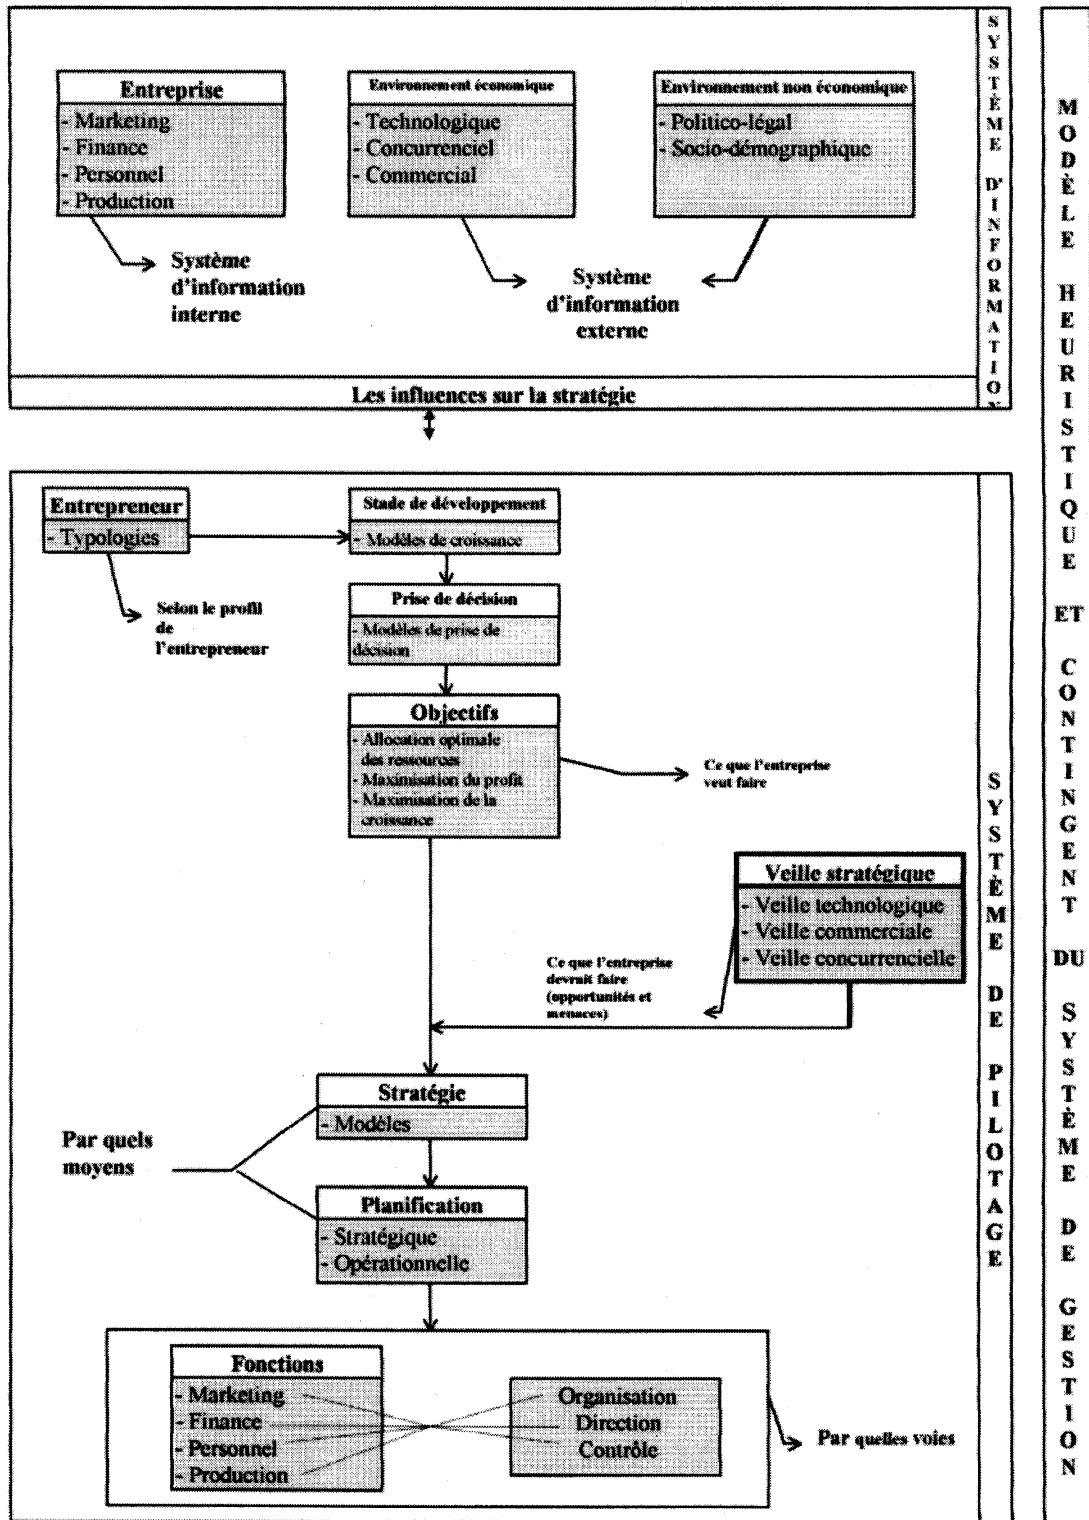 Entreprise
- Marketing
- Finance
- Personnel
- Production
Environnement économique
- Technologique
- Concurrenciel
- Commercial
Environnement non économique
- Politico-légal
- Socio-démographique
Système
d'information
interne
Système
d'information
externe
Les influences sur la stratégie
SYSTÈME D'INFORMATION
Entrepreneur
- Typologies
Selon le profil
de
l'entrepreneur
Stade de développement
- Modèles de croissance
Prise de décision
- Modèles de prise de
décision
Objectifs
- Allocation optimale
des ressources
- Maximisation du profit
- Maximisation de la
croissance
Ce que l'entreprise
veut faire
Veille stratégique
- Veille technologique
- Veille commerciale
- Veille concurrencielle
Ce que l'entreprise
devrait faire
(opportunités et
menaces)
Stratégie
- Modèles
Par quels
moyens
Planification
- Stratégique
- Opérationnelle
Fonctions
- Marketing
- Finance
- Personnel
- Production
Organisation
Direction
Contrôle
Par quelles voies
SYSTÈME DE PILOTAGE
MODÈLE HEURISTIQUE ET CONTINGENT DU SYSTÈME DE GESTION